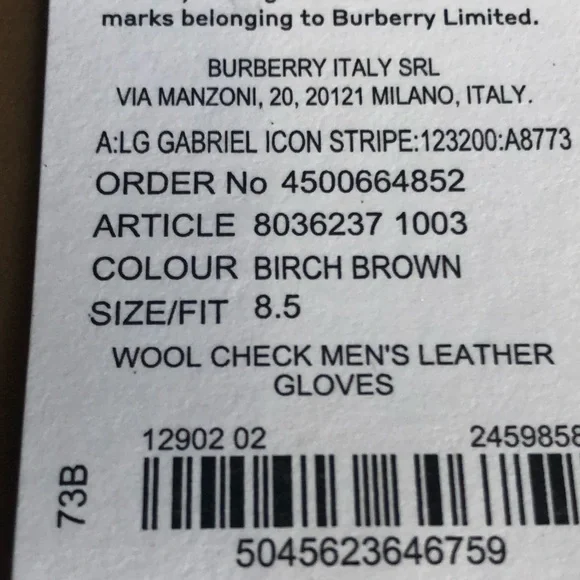 marks belonging to Burberry Limited.
BURBERRY ITALY SRL
VIA MANZONI, 20, 20121 MILANO, ITALY.
A:LG GABRIEL ICON STRIPE:123200:A8773
ORDER No 4500664852
ARTICLE 8036237 1003
COLOUR BIRCH BROWN
SIZE/FIT 8.5
WOOL CHECK MEN'S LEATHER
GLOVES
12902 02 2459858
73B
5045623646759